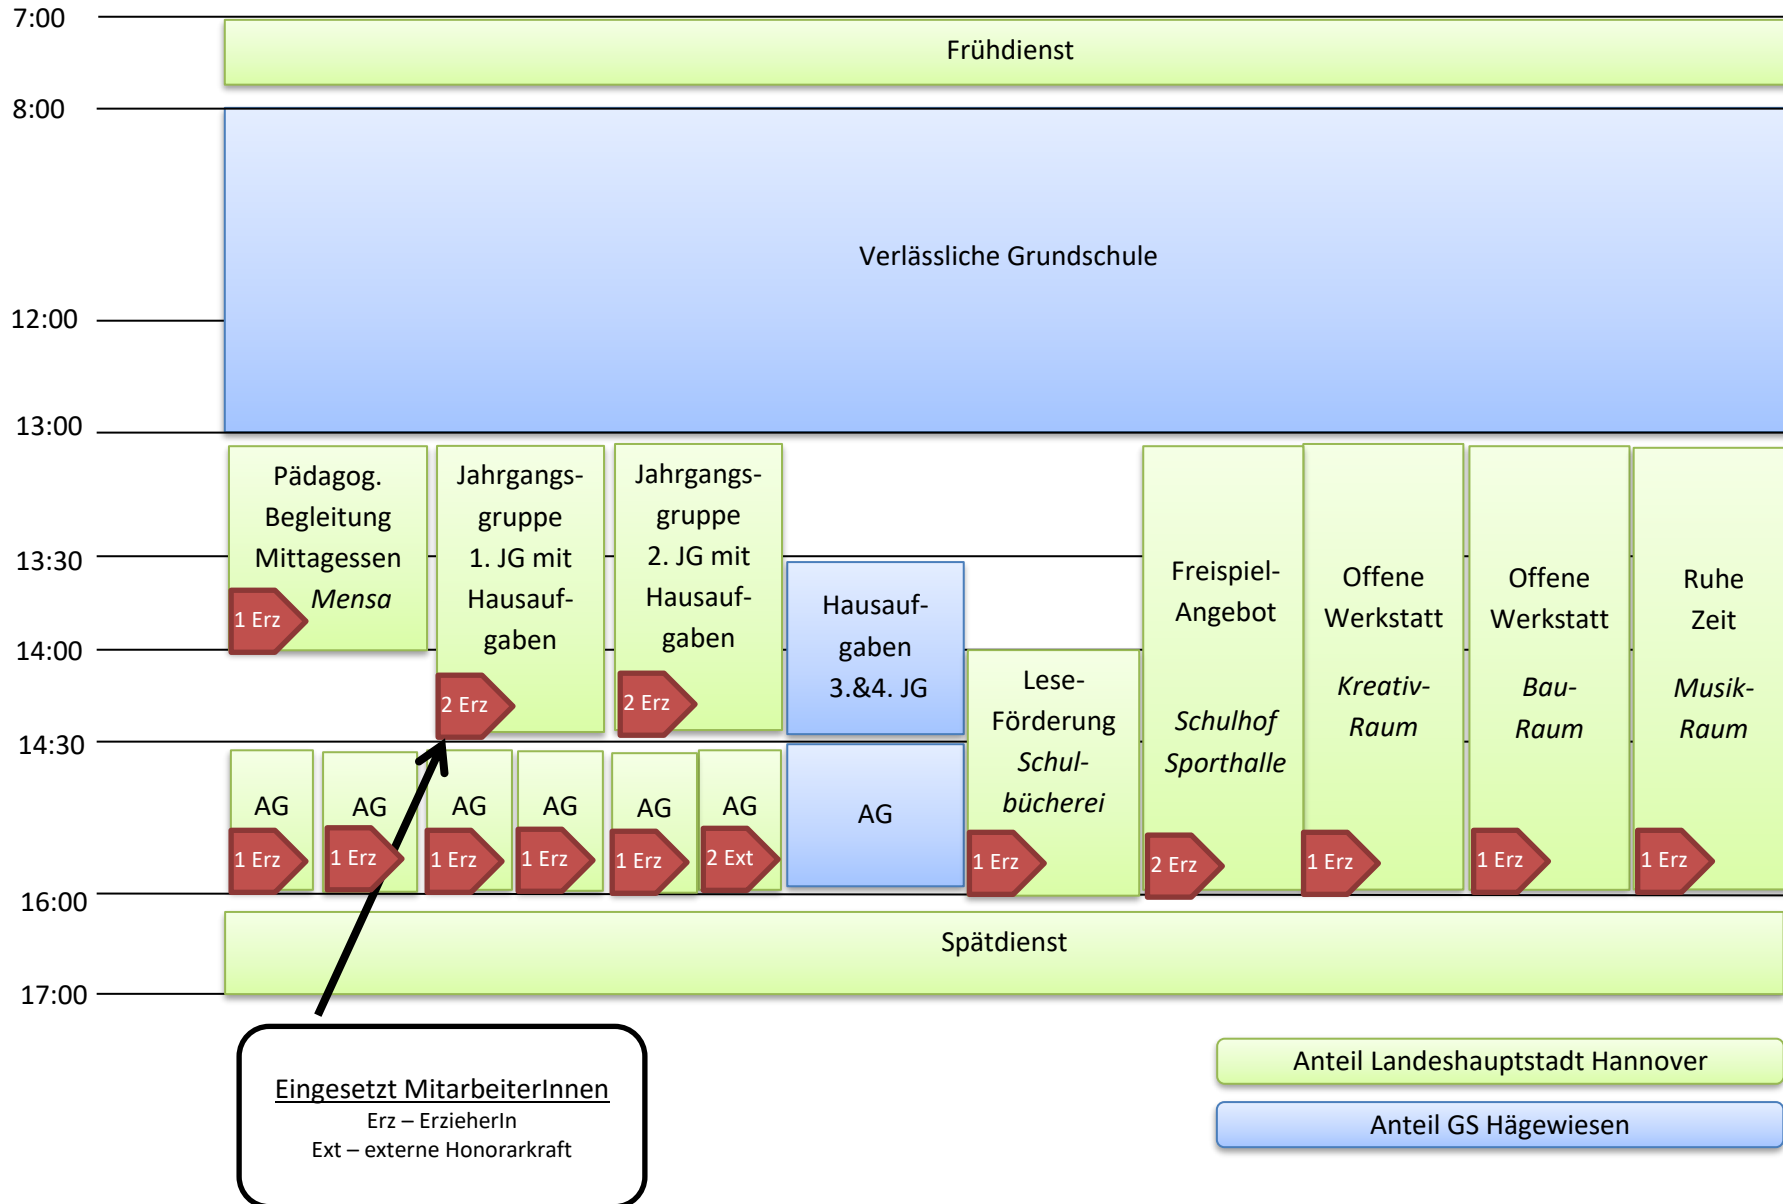 7:00
Frühdienst
8:00
Verlässliche Grundschule
12:00
13:00
Pädagog.
Begleitung
Mittagessen
Mensa
1 Erz
Jahrgangs-
gruppe
1. JG mit
Hausauf-
gaben
2 Erz
Jahrgangs-
gruppe
2. JG mit
Hausauf-
gaben
2 Erz
13:30
Hausauf-
gaben
3.&4. JG
14:00
Lese-
Förderung
Schul-
bücherei
1 Erz
Freispiel-
Angebot
Schulhof
Sporthalle
2 Erz
Offene
Werkstatt
Kreativ-
Raum
1 Erz
Offene
Werkstatt
Bau-
Raum
1 Erz
Ruhe
Zeit
Musik-
Raum
1 Erz
14:30
AG
1 Erz
AG
1 Erz
AG
1 Erz
AG
1 Erz
AG
1 Erz
AG
2 Ext
AG
16:00
Spätdienst
17:00
Eingesetzt MitarbeiterInnen
Erz – ErzieherIn
Ext – externe Honorarkraft
Anteil Landeshauptstadt Hannover
Anteil GS Hägewiesen